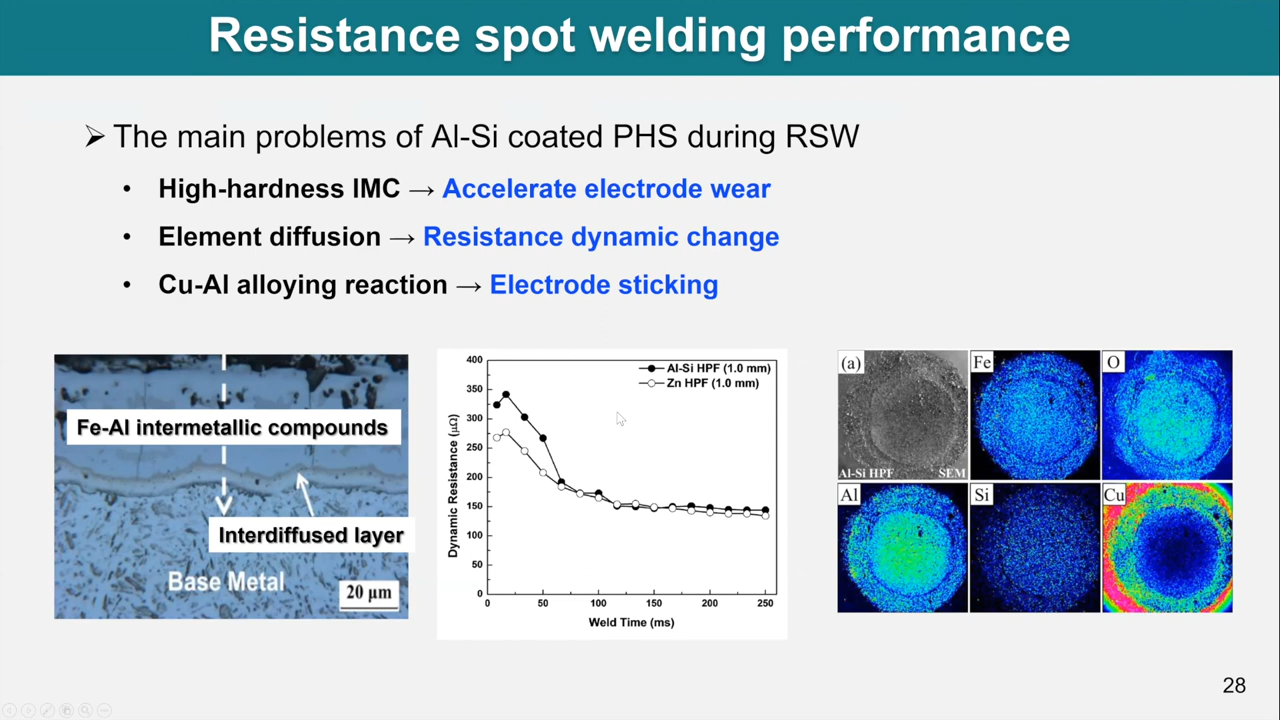 Resistance spot welding performance
➢ The main problems of Al-Si coated PHS during RSW
• High-hardness IMC → Accelerate electrode wear
• Element diffusion → Resistance dynamic change
• Cu-Al alloying reaction → Electrode sticking
Fe-Al intermetallic compounds
Interdiffused layer
Base Metal
20 μm
400
350
300
250
200
150
100
50
0
Dynamic Resistance (μΩ)
Al-Si HPF (1.0 mm)
Zn HPF (1.0 mm)
0 50 100 150 200 250
Weld Time (ms)
(a) Fe O
Al-Si HPF SEM
Al Si Cu
28